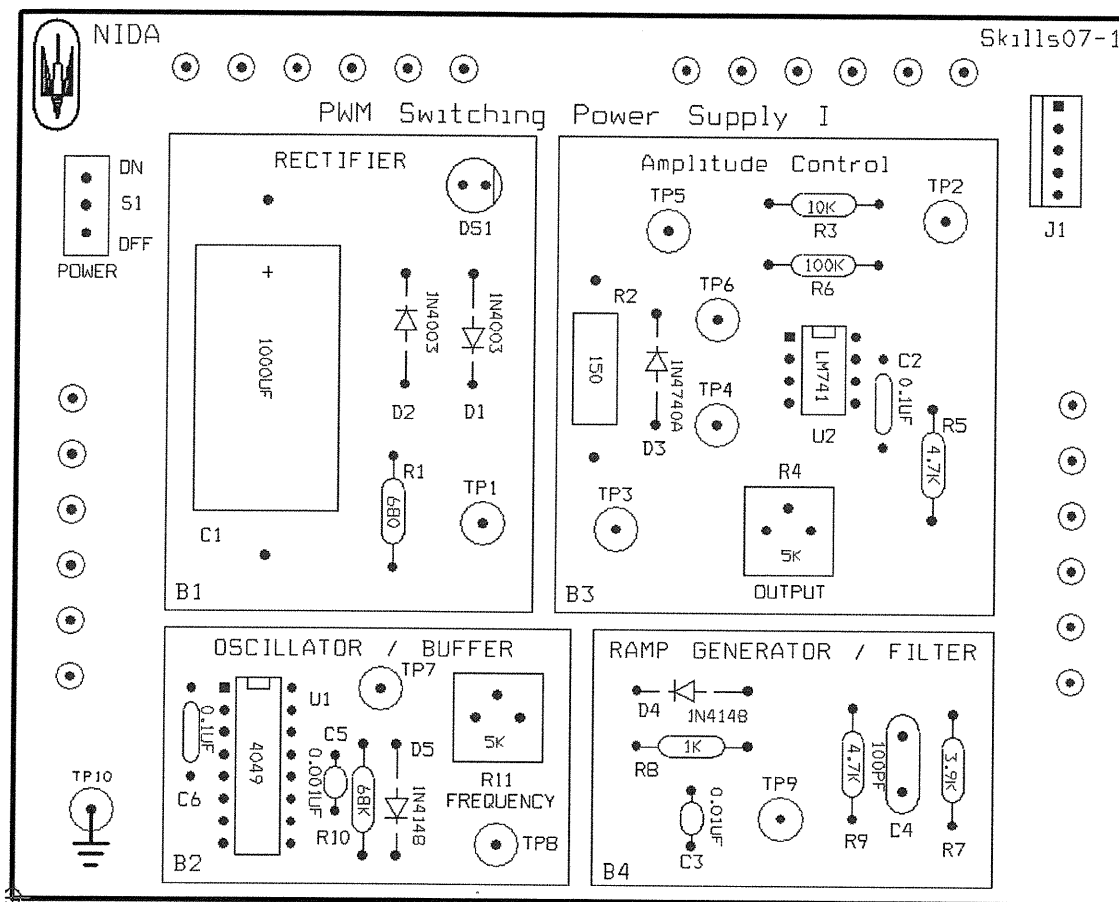 NIDA
Skills07-1
PWM Switching Power Supply I
ON
S1
OFF
POWER
J1
RECTIFIER
DS1
+
1000UF
C1
1N4003
D2
1N4003
D1
R1
680
TP1
B1
Amplitude Control
TP5
10K
R3
TP2
100K
R6
R2
150
TP6
1N4740A
D3
TP4
LM741
U2
C2
0.1UF
R5
4.7K
TP3
R4
5K
OUTPUT
B3
OSCILLATOR / BUFFER
TP7
U1
4049
0.1UF
C6
C5
0.001UF
R10
68K
D5
1N4148
5K
R11
FREQUENCY
TP8
B2
TP10
RAMP GENERATOR / FILTER
D4
1N4148
1K
R8
0.01UF
C3
TP9
4.7K
R9
100PF
C4
3.9K
R7
B4